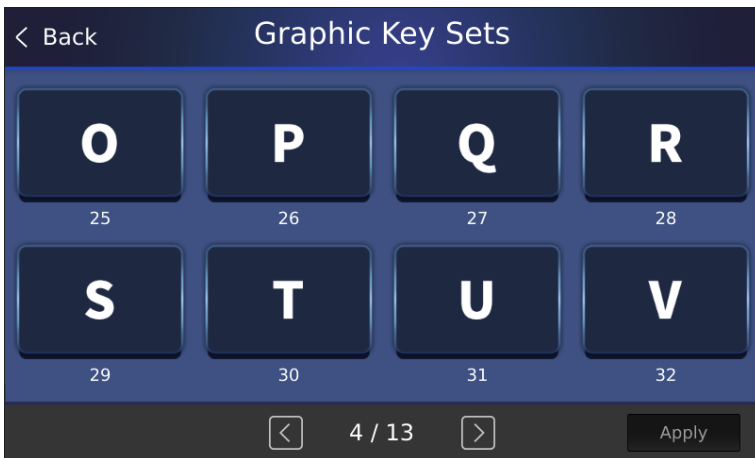 < Back Graphic Key Sets
O P Q R
25 26 27 28
S T U V
29 30 31 32
< 4 / 13 > Apply